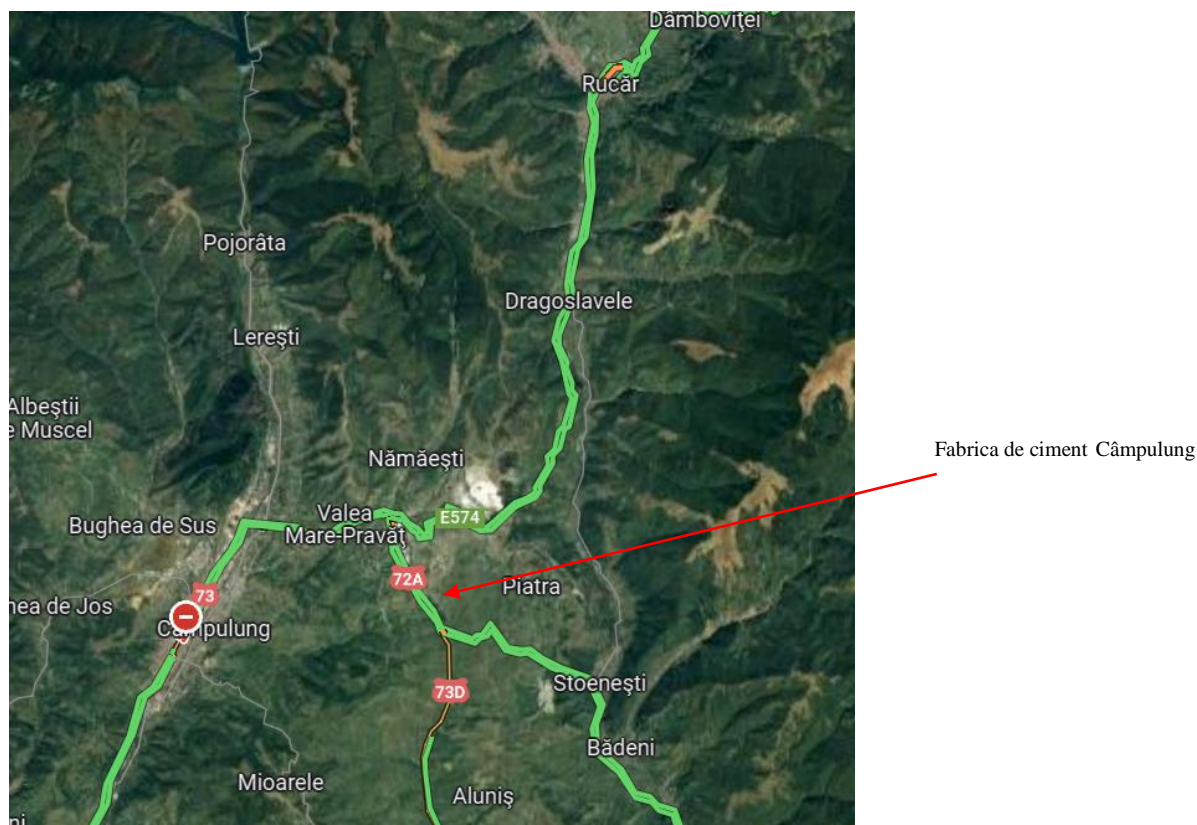 Dâmboviţei
Rucăr
Pojorâta
Dragoslavele
Lereşti
Albeştii
e Muscel
Fabrica de ciment Câmpulung
Nămăeşti
Valea
Mare-Pravăţ
E574
Bughea de Sus
72A
Piatra
73
hea de Jos
Câmpulung
Stoeneşti
73D
Bădeni
Mioarele
Aluniş
ni